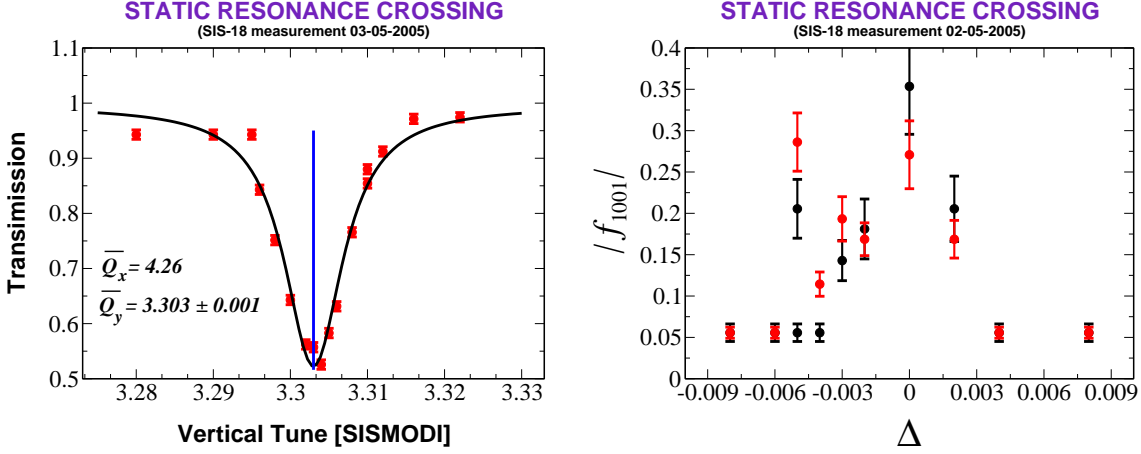 STATIC RESONANCE CROSSING
(SIS-18 measurement 03-05-2005)
1.1
1
0.9
0.8
0.7
0.6
0.5
Transimission
Q̅x = 4.26
Q̅y = 3.303 ± 0.001
3.28 3.29 3.3 3.31 3.32 3.33
Vertical Tune [SISMODI]
STATIC RESONANCE CROSSING
(SIS-18 measurement 02-05-2005)
0.4
0.35
0.3
0.25
0.2
0.15
0.1
0.05
0
| f1001 |
-0.009 -0.006 -0.003 0 0.003 0.006 0.009
Δ